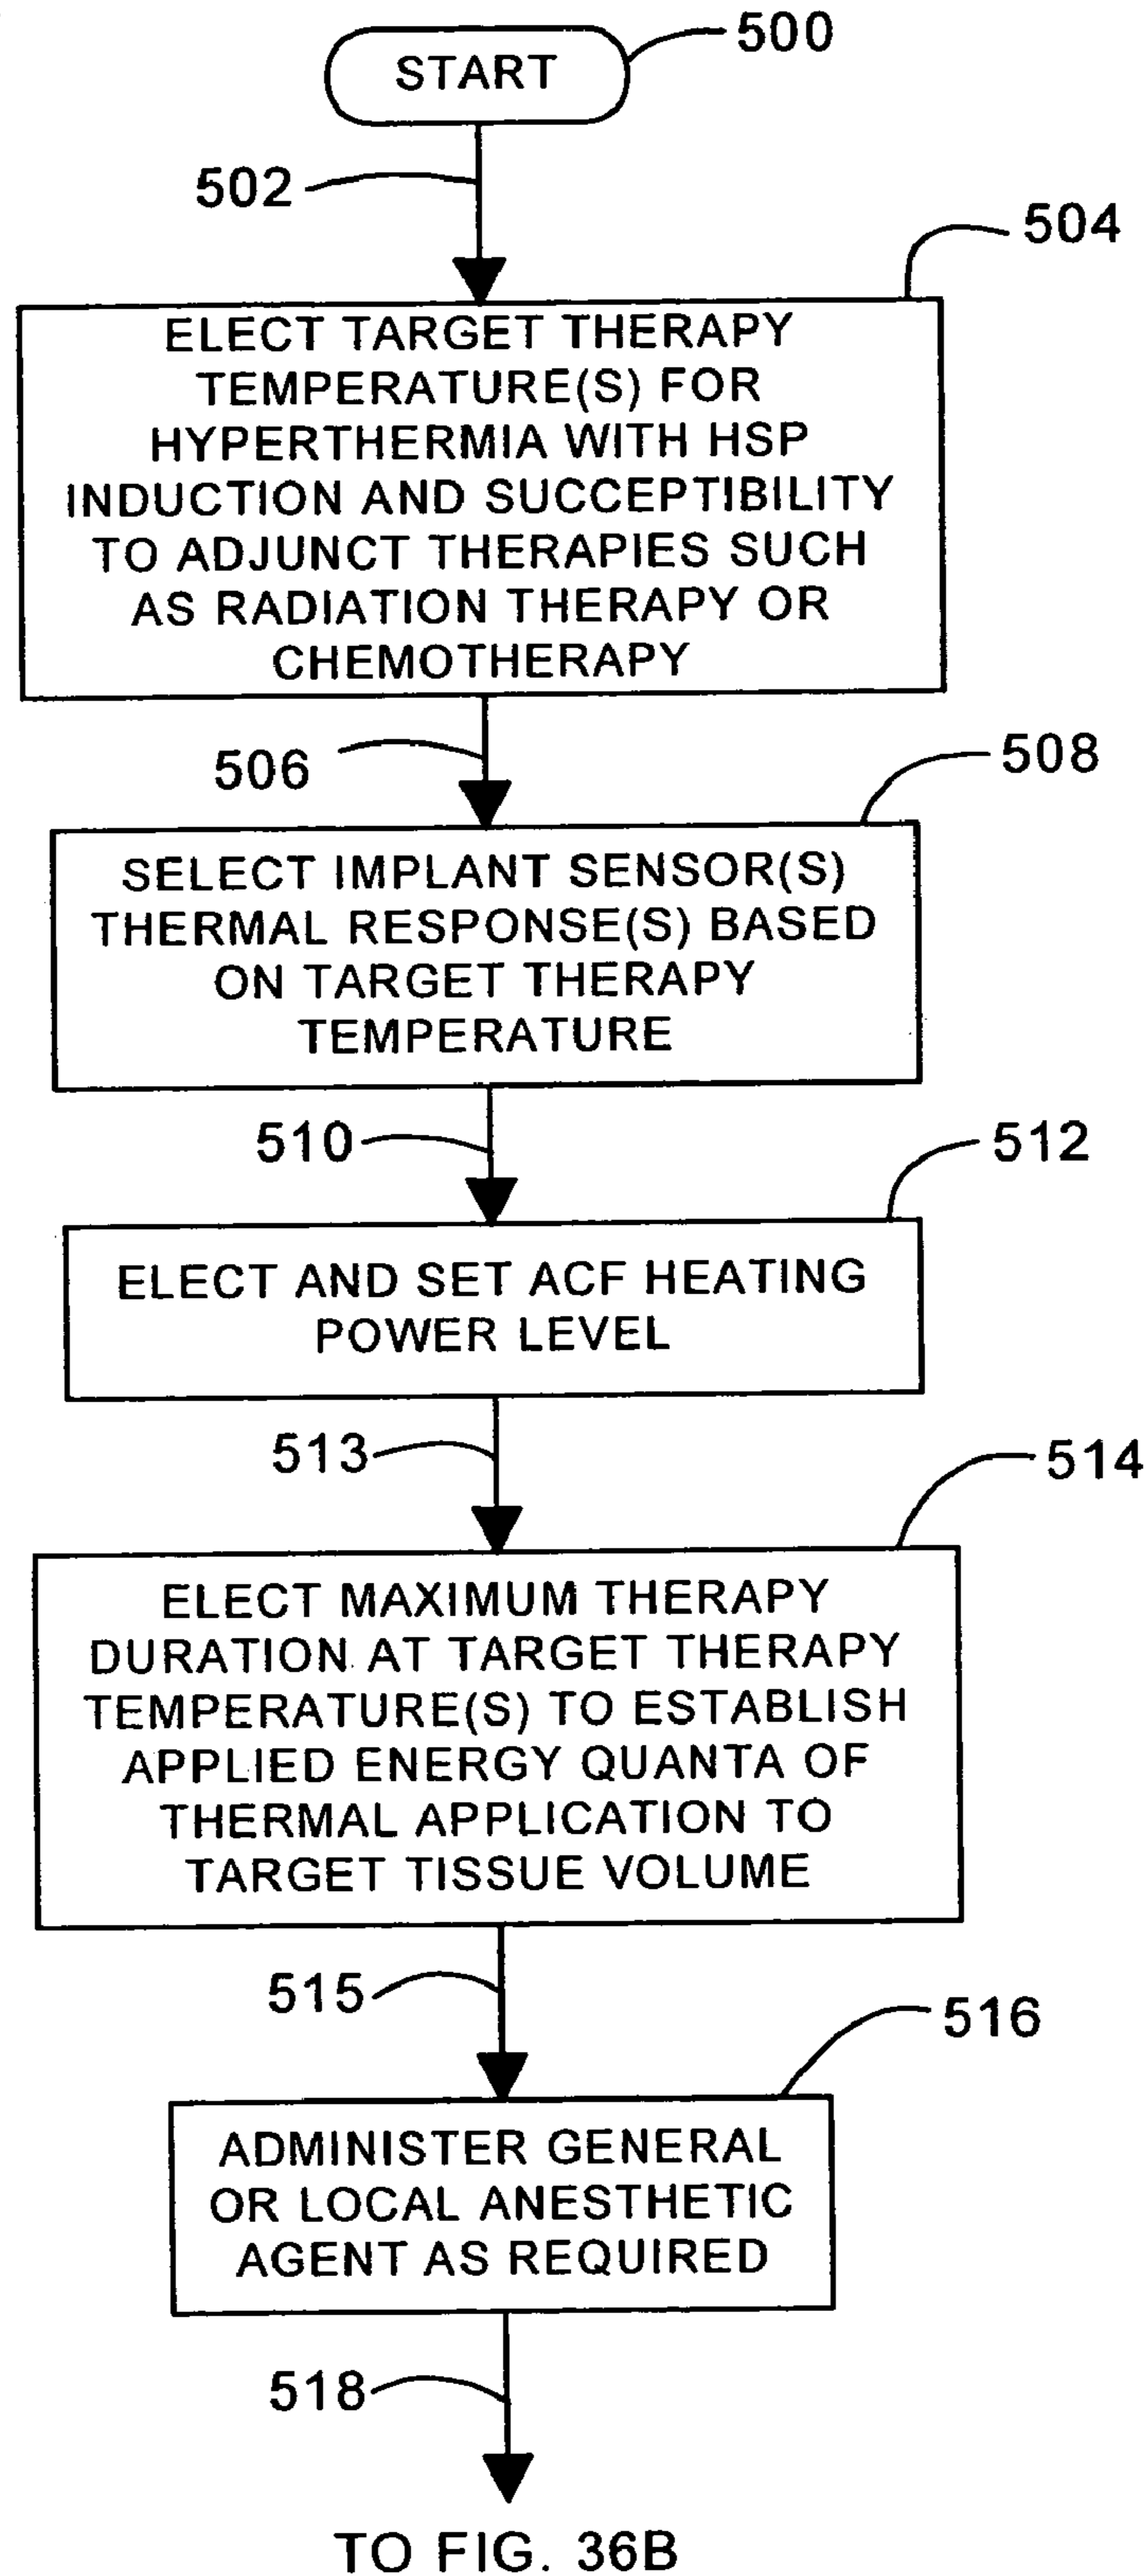 START
500
502
504
ELECT TARGET THERAPY
TEMPERATURE(S) FOR
HYPERTHERMIA WITH HSP
INDUCTION AND SUCCEPTIBILITY
TO ADJUNCT THERAPIES SUCH
AS RADIATION THERAPY OR
CHEMOTHERAPY
506
508
SELECT IMPLANT SENSOR(S)
THERMAL RESPONSE(S) BASED
ON TARGET THERAPY
TEMPERATURE
510
512
ELECT AND SET ACF HEATING
POWER LEVEL
513
514
ELECT MAXIMUM THERAPY
DURATION AT TARGET THERAPY
TEMPERATURE(S) TO ESTABLISH
APPLIED ENERGY QUANTA OF
THERMAL APPLICATION TO
TARGET TISSUE VOLUME
515
516
ADMINISTER GENERAL
OR LOCAL ANESTHETIC
AGENT AS REQUIRED
518
TO FIG. 36B